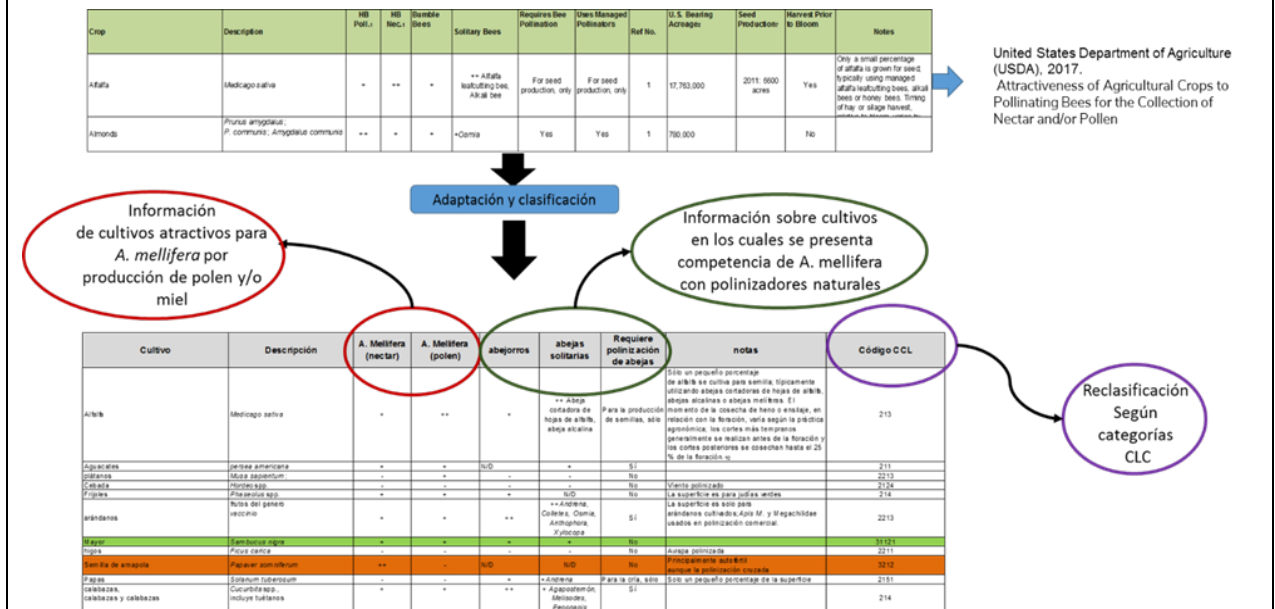 Crop Description HB Poll.¹ HB Nec.¹ Bumble Bees Solitary Bees Requires Bee Pollination Uses Managed Pollinators Ref No. U.S. Bearing Acreage² Seed Production² Harvest Prior to Bloom Notes
Alfalfa Medicago sativa + ++ + ++ Alfalfa leafcutting bee, Alkali bee For seed production, only For seed production, only 1 17,763,000 2011: 6600 acres Yes Only a small percentage of alfalfa is grown for seed, typically using managed alfalfa leafcutting bees, alkali bees or honey bees. Timing of hay or silage harvest,
Almonds Prunus amygdalus; P. communis; Amygdalus communis ++ + + +Osmia Yes Yes 1 780,000 No
United States Department of Agriculture
(USDA), 2017.
Attractiveness of Agricultural Crops to
Pollinating Bees for the Collection of
Nectar and/or Pollen
Adaptación y clasificación
Información
de cultivos atractivos para
A. mellifera por
producción de polen y/o
miel
Información sobre cultivos
en los cuales se presenta
competencia de A. mellifera
con polinizadores naturales
Cultivo Descripción A. Mellifera (nectar) A. Mellifera (polen) abejorros abejas solitarias Requiere polinización de abejas notas Código CCL
Alfalfa Medicago sativa + ++ + ++ Abeja cortadora de hojas de alfalfa, abeja alcalina Para la producción de semillas, sólo Sólo un pequeño porcentaje de alfalfa se cultiva para semilla, típicamente utilizando abejas cortadoras de hojas de alfalfa, abejas alcalinas o abejas melíferas. El momento de la cosecha de heno o ensilaje, en relación con la floración, varía según la práctica agronómica; los cortes más tempranos generalmente se realizan antes de la floración y los cortes posteriores se cosechan hasta el 25 % de la floración. 213
Aguacates persea americana + + N/D + Sí 211
plátanos Musa sapientum; - + - - No 2213
Cebada Hordeo spp. - + - - No Viento polinizado 2124
Frijoles Phaseolus spp. + + + N/D No La superficie es para judías verdes 214
arándanos frutos del genero vaccinio + + ++ ++Andrena, Colletes, Osmia, Anthophora, Xylocopa Sí La superficie es solo para arándanos cultivados; Apis M. y Megachilidae usados en polinización comercial. 2213
Mayor Sambucus nigra + + + + No 31121
higos Ficus carica - - - - No Avispa polinizada 2211
Semilla de amapola Papaver somniferum ++ - N/D N/D No Principalmente autofértil aunque la polinización cruzada 3212
Papas Solanum tuberosum - - + +Andrena Para la cría, sólo Solo un pequeño porcentaje de la superficie 2151
calabazas, calabazas y calabazas Cucurbita spp., incluye tuétanos + + ++ + Agapostemon, Melisodes, Peponapis Sí 214
Reclasificación
Según
categorías
CLC